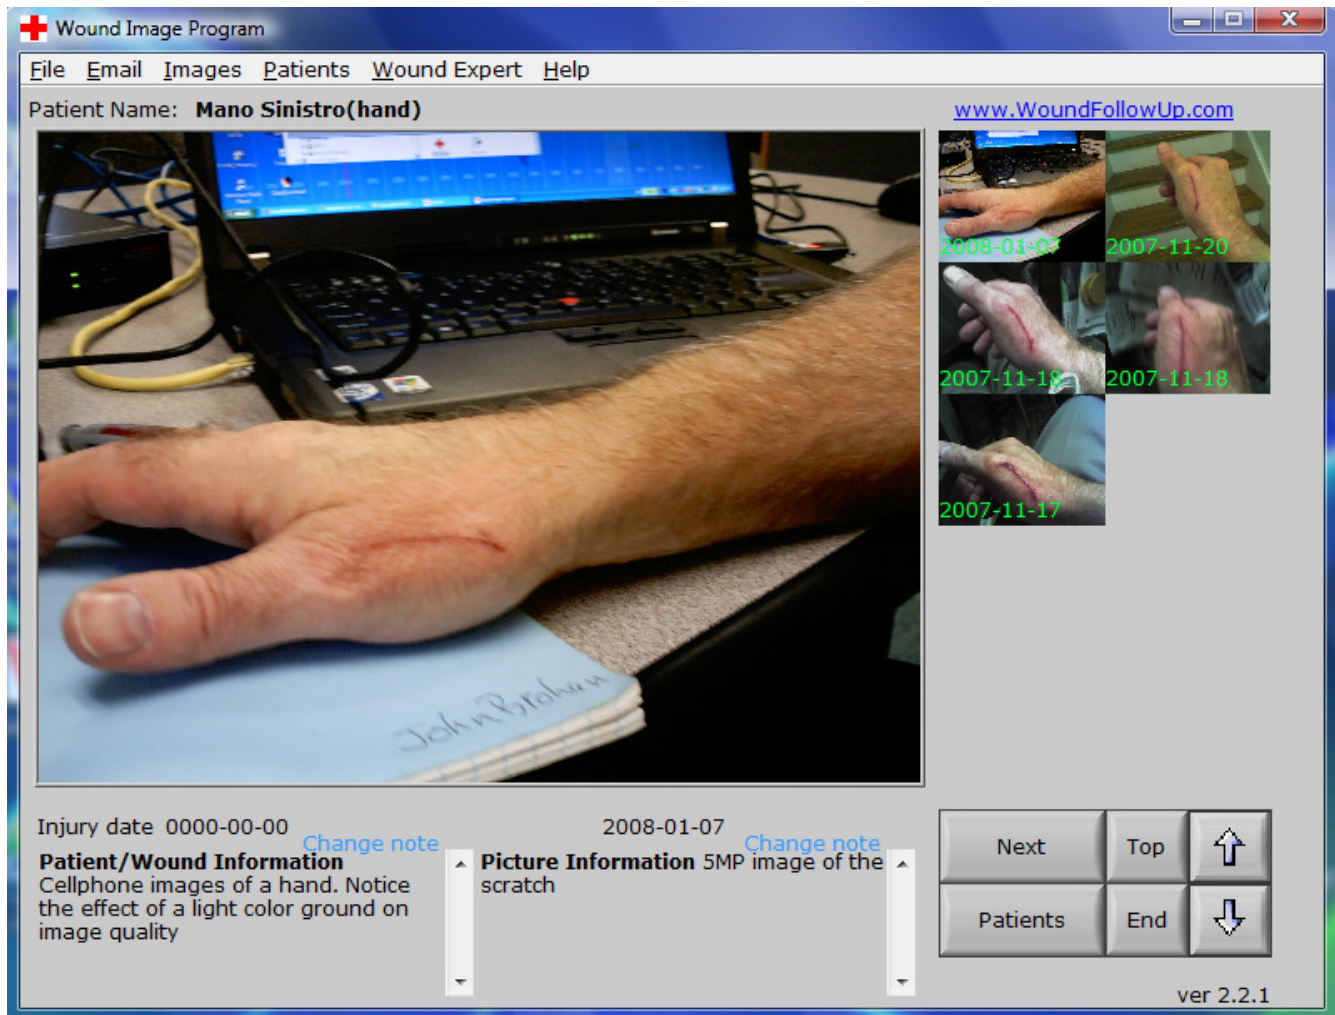 Wound Image Program
File Email Images Patients Wound Expert Help
Patient Name: Mano Sinistro(hand)
www.WoundFollowUp.com
2008-01-07
2007-11-20
2007-11-18
2007-11-18
2007-11-17
John Brohan
Injury date 0000-00-00
Change note
Patient/Wound Information
Cellphone images of a hand. Notice
the effect of a light color ground on
image quality
2008-01-07
Change note
Picture Information 5MP image of the
scratch
Next
Top
Patients
End
ver 2.2.1